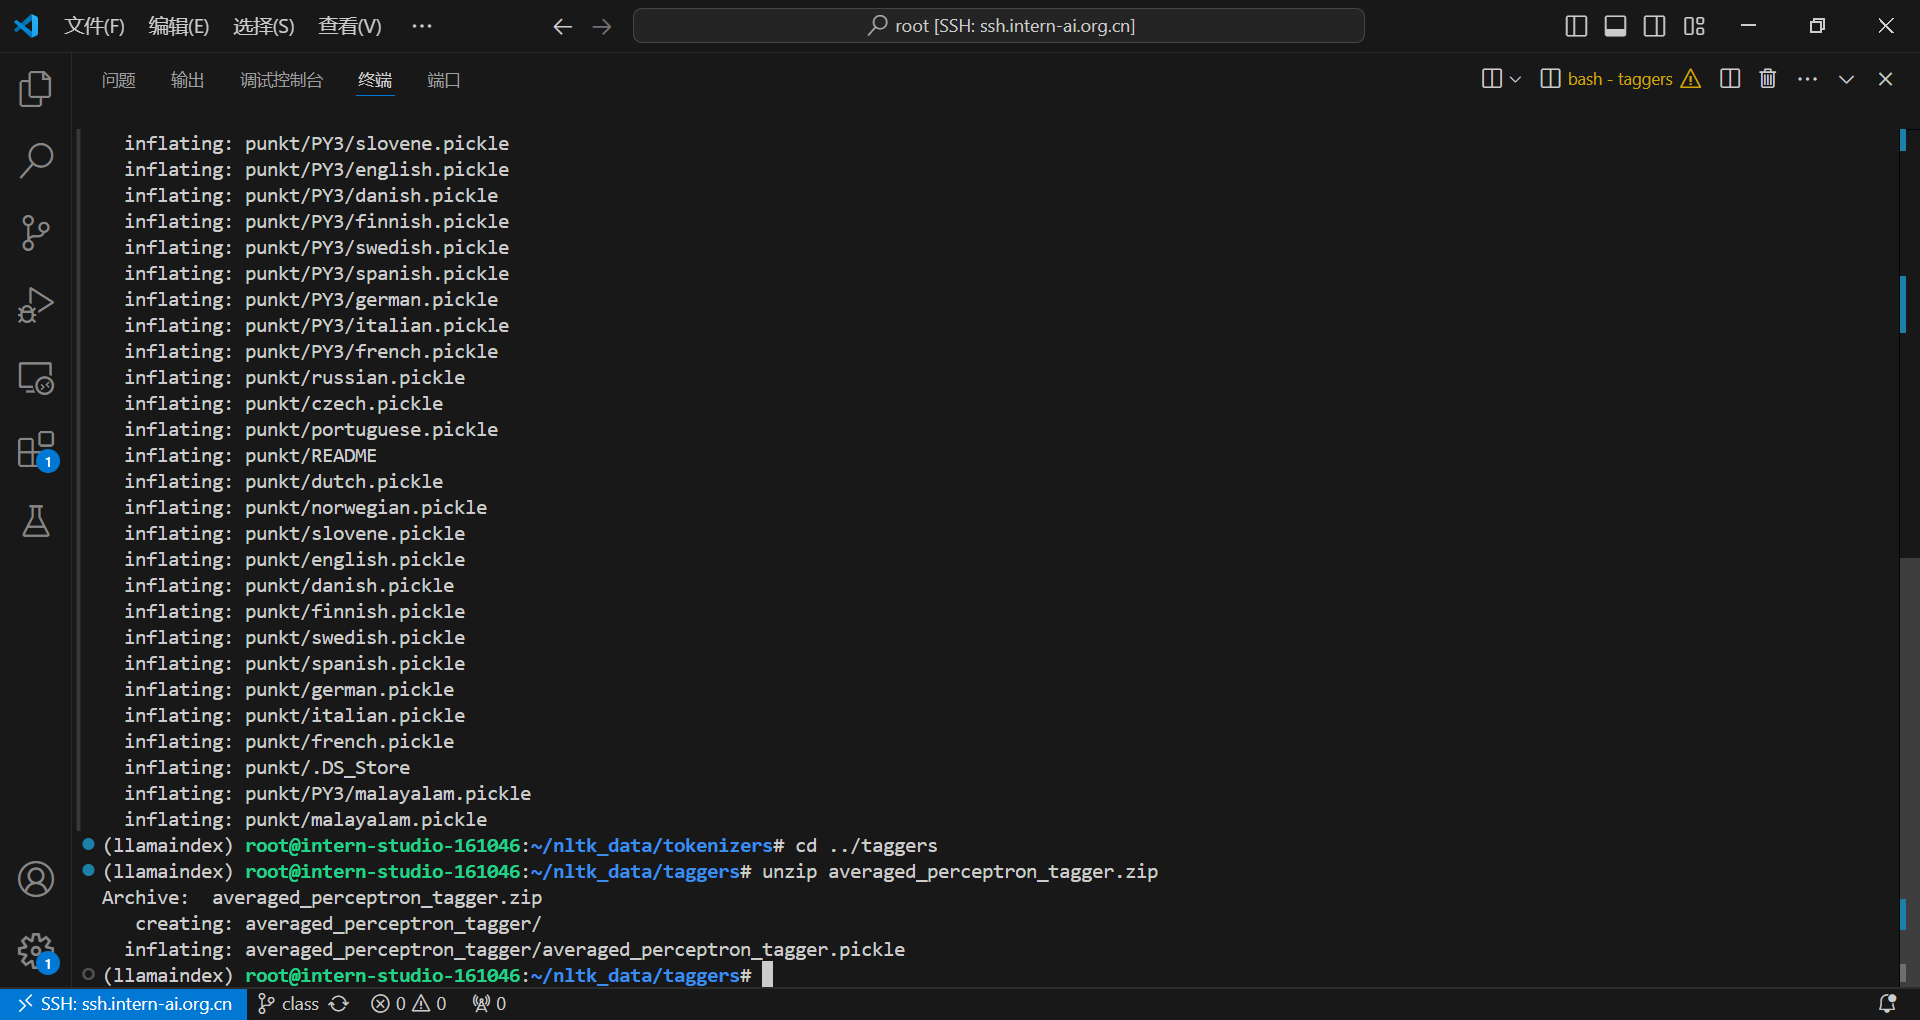 文件(F) 编辑(E) 选择(S) 查看(V) ··· root [SSH: ssh.intern-ai.org.cn]
问题 输出 调试控制台 终端 端口 bash - taggers
inflating: punkt/PY3/slovene.pickle
inflating: punkt/PY3/english.pickle
inflating: punkt/PY3/danish.pickle
inflating: punkt/PY3/finnish.pickle
inflating: punkt/PY3/swedish.pickle
inflating: punkt/PY3/spanish.pickle
inflating: punkt/PY3/german.pickle
inflating: punkt/PY3/italian.pickle
inflating: punkt/PY3/french.pickle
inflating: punkt/russian.pickle
inflating: punkt/czech.pickle
inflating: punkt/portuguese.pickle
inflating: punkt/README
inflating: punkt/dutch.pickle
inflating: punkt/norwegian.pickle
inflating: punkt/slovene.pickle
inflating: punkt/english.pickle
inflating: punkt/danish.pickle
inflating: punkt/finnish.pickle
inflating: punkt/swedish.pickle
inflating: punkt/spanish.pickle
inflating: punkt/german.pickle
inflating: punkt/italian.pickle
inflating: punkt/french.pickle
inflating: punkt/.DS_Store
inflating: punkt/PY3/malayalam.pickle
inflating: punkt/malayalam.pickle
(llamaindex) root@intern-studio-161046:~/nltk_data/tokenizers# cd ../taggers
(llamaindex) root@intern-studio-161046:~/nltk_data/taggers# unzip averaged_perceptron_tagger.zip
Archive:  averaged_perceptron_tagger.zip
creating: averaged_perceptron_tagger/
inflating: averaged_perceptron_tagger/averaged_perceptron_tagger.pickle
(llamaindex) root@intern-studio-161046:~/nltk_data/taggers#
1
1
SSH: ssh.intern-ai.org.cn class 0 0 0